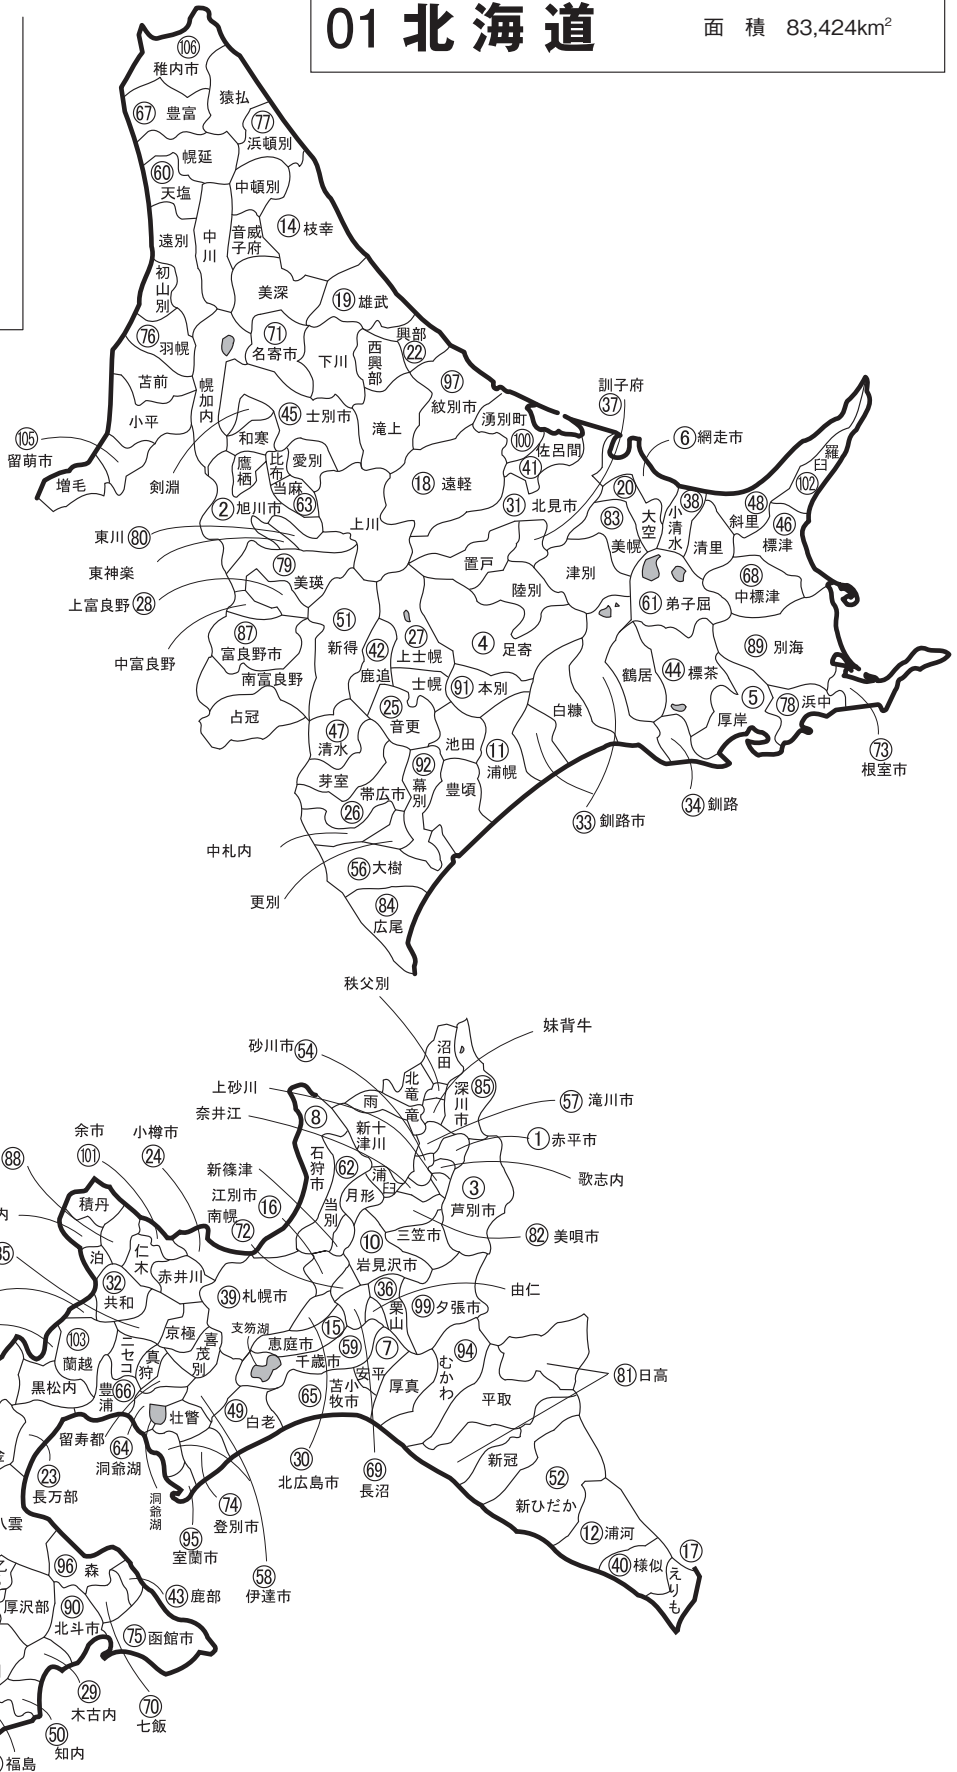 01 北海道
面 積 83,424km²
106
稚内市
猿払
67 豊富
77
浜頓別
幌延
60
天塩
中頓別
14 枝幸
遠別
中川
音威子府
初山別
美深
19 雄武
76 羽幌
71
名寄市
下川
西興部
興部
22
苫前
幌加内
97
紋別市
訓子府
37
小平
45 士別市
滝上
湧別町
100
佐呂間
41
6 網走市
105
留萌市
増毛
剣淵
和寒
鷹栖
比布
愛別
当麻
63
18 遠軽
羅臼
102
2 旭川市
上川
31 北見市
20
大空
38
小清水
48
斜里
46
標津
83
美幌
清里
東川 80
東神楽
79
美瑛
置戸
陸別
津別
68
中標津
上富良野 28
51
新得
61 弟子屈
中富良野
87
富良野市
南富良野
42
鹿追
27
上士幌
4 足寄
鶴居
44 標茶
89 別海
士幌
91 本別
占冠
25
音更
白糠
5
厚岸
78 浜中
47
清水
池田
11
浦幌
73
根室市
芽室
92
幕別
豊頃
帯広市
26
34 釧路
33 釧路市
中札内
56 大樹
更別
84
広尾
秩父別
妹背牛
砂川市 54
沼田
上砂川
北竜
深川市
85
57 滝川市
奈井江
8
雨
竜
新十津川
1 赤平市
余市
101
小樽市
24
石狩市
62
浦臼
歌志内
88
新篠津
月形
3
芦別市
江別市
16
当別
南幌
72
三笠市
82 美唄市
積丹
10
岩見沢市
内
泊
仁木
赤井川
35
32
共和
39 札幌市
36
栗山
99 夕張市
由仁
京極
喜茂別
支笏湖
恵庭市
15
59
7
94
むかわ
103
蘭越
ニセコ
真狩
千歳市
安平
厚真
81 日高
黒松内
豊浦
66
65
苫小牧市
平取
壮瞥
49 白老
留寿都
64
洞爺湖
新冠
23
長万部
洞爺湖
74
登別市
30
北広島市
69
長沼
52
新ひだか
八雲
95
室蘭市
12 浦河
17
えりも
96 森
58
伊達市
40 様似
43 鹿部
厚沢部
90
北斗市
75 函館市
29
木古内
70
七飯
50
知内
福島